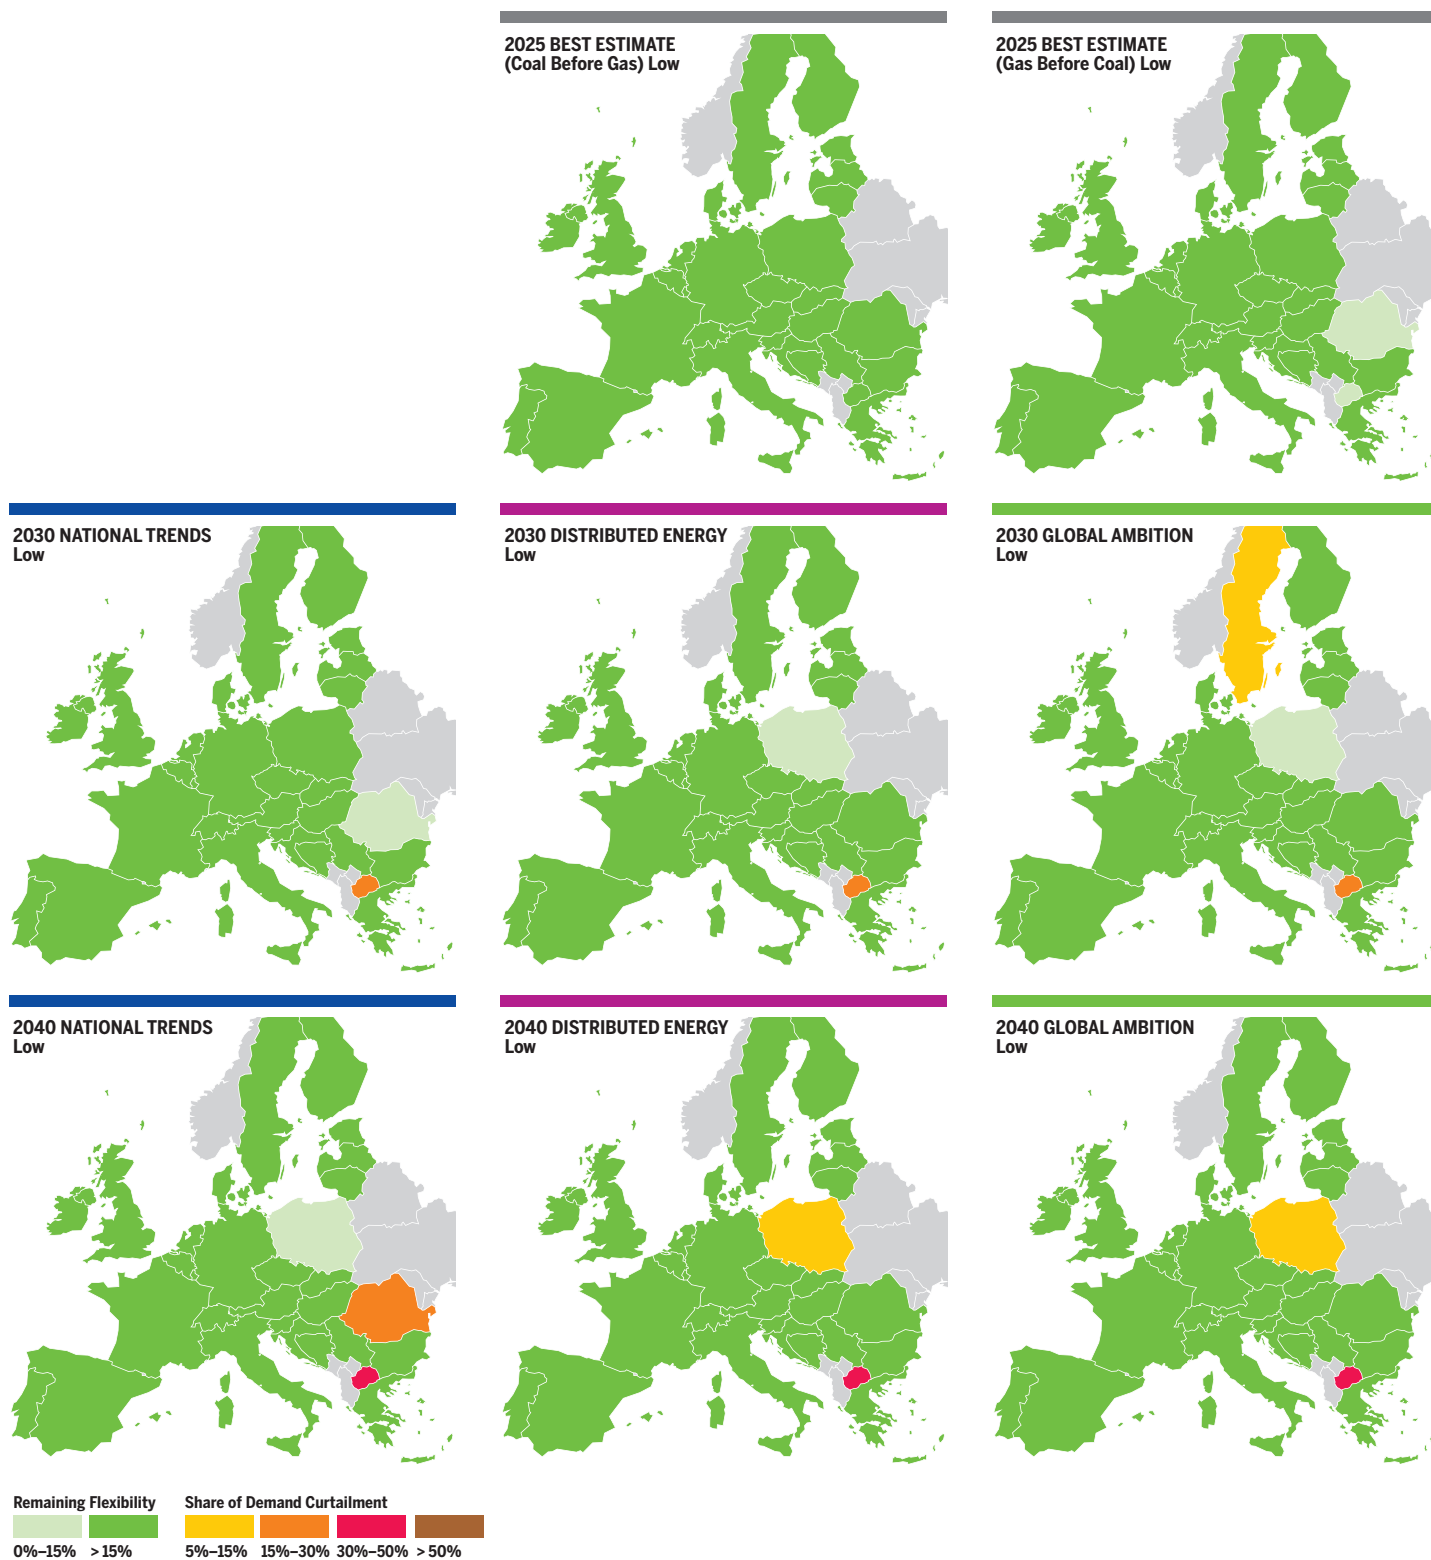 2025 BEST ESTIMATE
(Coal Before Gas) Low
2025 BEST ESTIMATE
(Gas Before Coal) Low
2030 NATIONAL TRENDS
Low
2030 DISTRIBUTED ENERGY
Low
2030 GLOBAL AMBITION
Low
2040 NATIONAL TRENDS
Low
2040 DISTRIBUTED ENERGY
Low
2040 GLOBAL AMBITION
Low
Remaining Flexibility
0%–15% > 15%
Share of Demand Curtailment
5%–15% 15%–30% 30%–50% > 50%